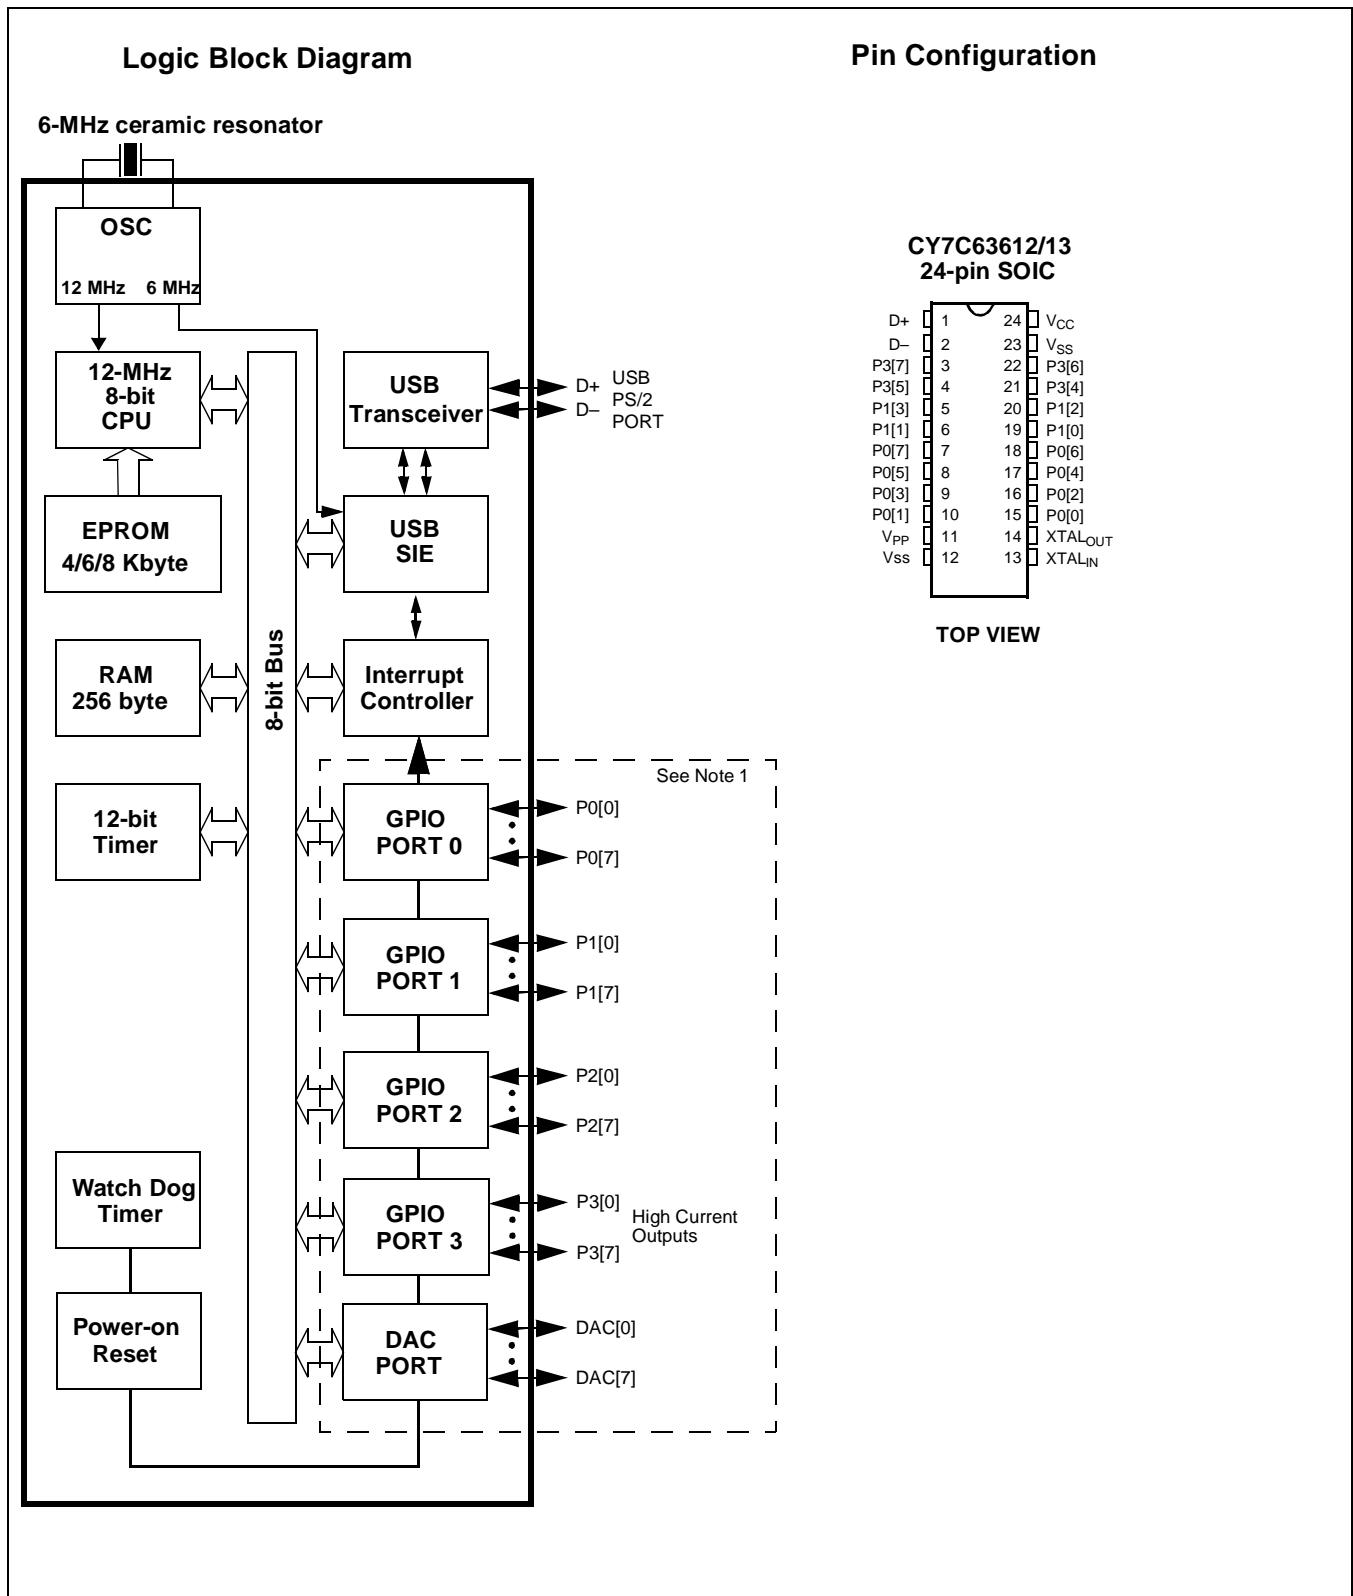 Logic Block Diagram
Pin Configuration
6-MHz ceramic resonator
OSC
12 MHz 6 MHz
12-MHz
8-bit
CPU
USB
Transceiver
D+
D–
USB
PS/2
PORT
EPROM
4/6/8 Kbyte
USB
SIE
8-bit Bus
RAM
256 byte
Interrupt
Controller
See Note 1
12-bit
Timer
GPIO
PORT 0
P0[0]
P0[7]
GPIO
PORT 1
P1[0]
P1[7]
GPIO
PORT 2
P2[0]
P2[7]
Watch Dog
Timer
GPIO
PORT 3
P3[0]
P3[7]
High Current
Outputs
Power-on
Reset
DAC
PORT
DAC[0]
DAC[7]
CY7C63612/13
24-pin SOIC
D+ 1 24 VCC
D– 2 23 VSS
P3[7] 3 22 P3[6]
P3[5] 4 21 P3[4]
P1[3] 5 20 P1[2]
P1[1] 6 19 P1[0]
P0[7] 7 18 P0[6]
P0[5] 8 17 P0[4]
P0[3] 9 16 P0[2]
P0[1] 10 15 P0[0]
VPP 11 14 XTALOUT
Vss 12 13 XTALIN
TOP VIEW